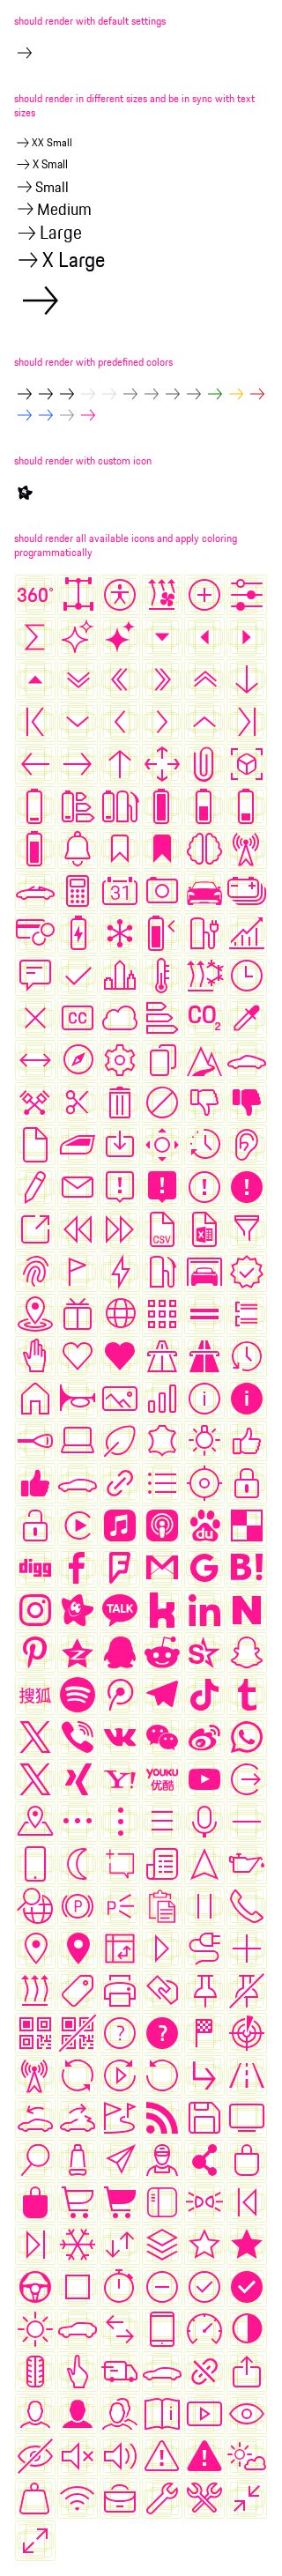 should render with default settings
should render in different sizes and be in sync with text
sizes
XX Small
X Small
Small
Medium
Large
X Large
should render with predefined colors
should render with custom icon
should render all available icons and apply coloring
programmatically
360°
31
CC
CO2
CSV
X
du
digg
f
G
B!
TALK
k
in
N
S
搜狐
t
Y!
YOUKU
优酷
P
P
i